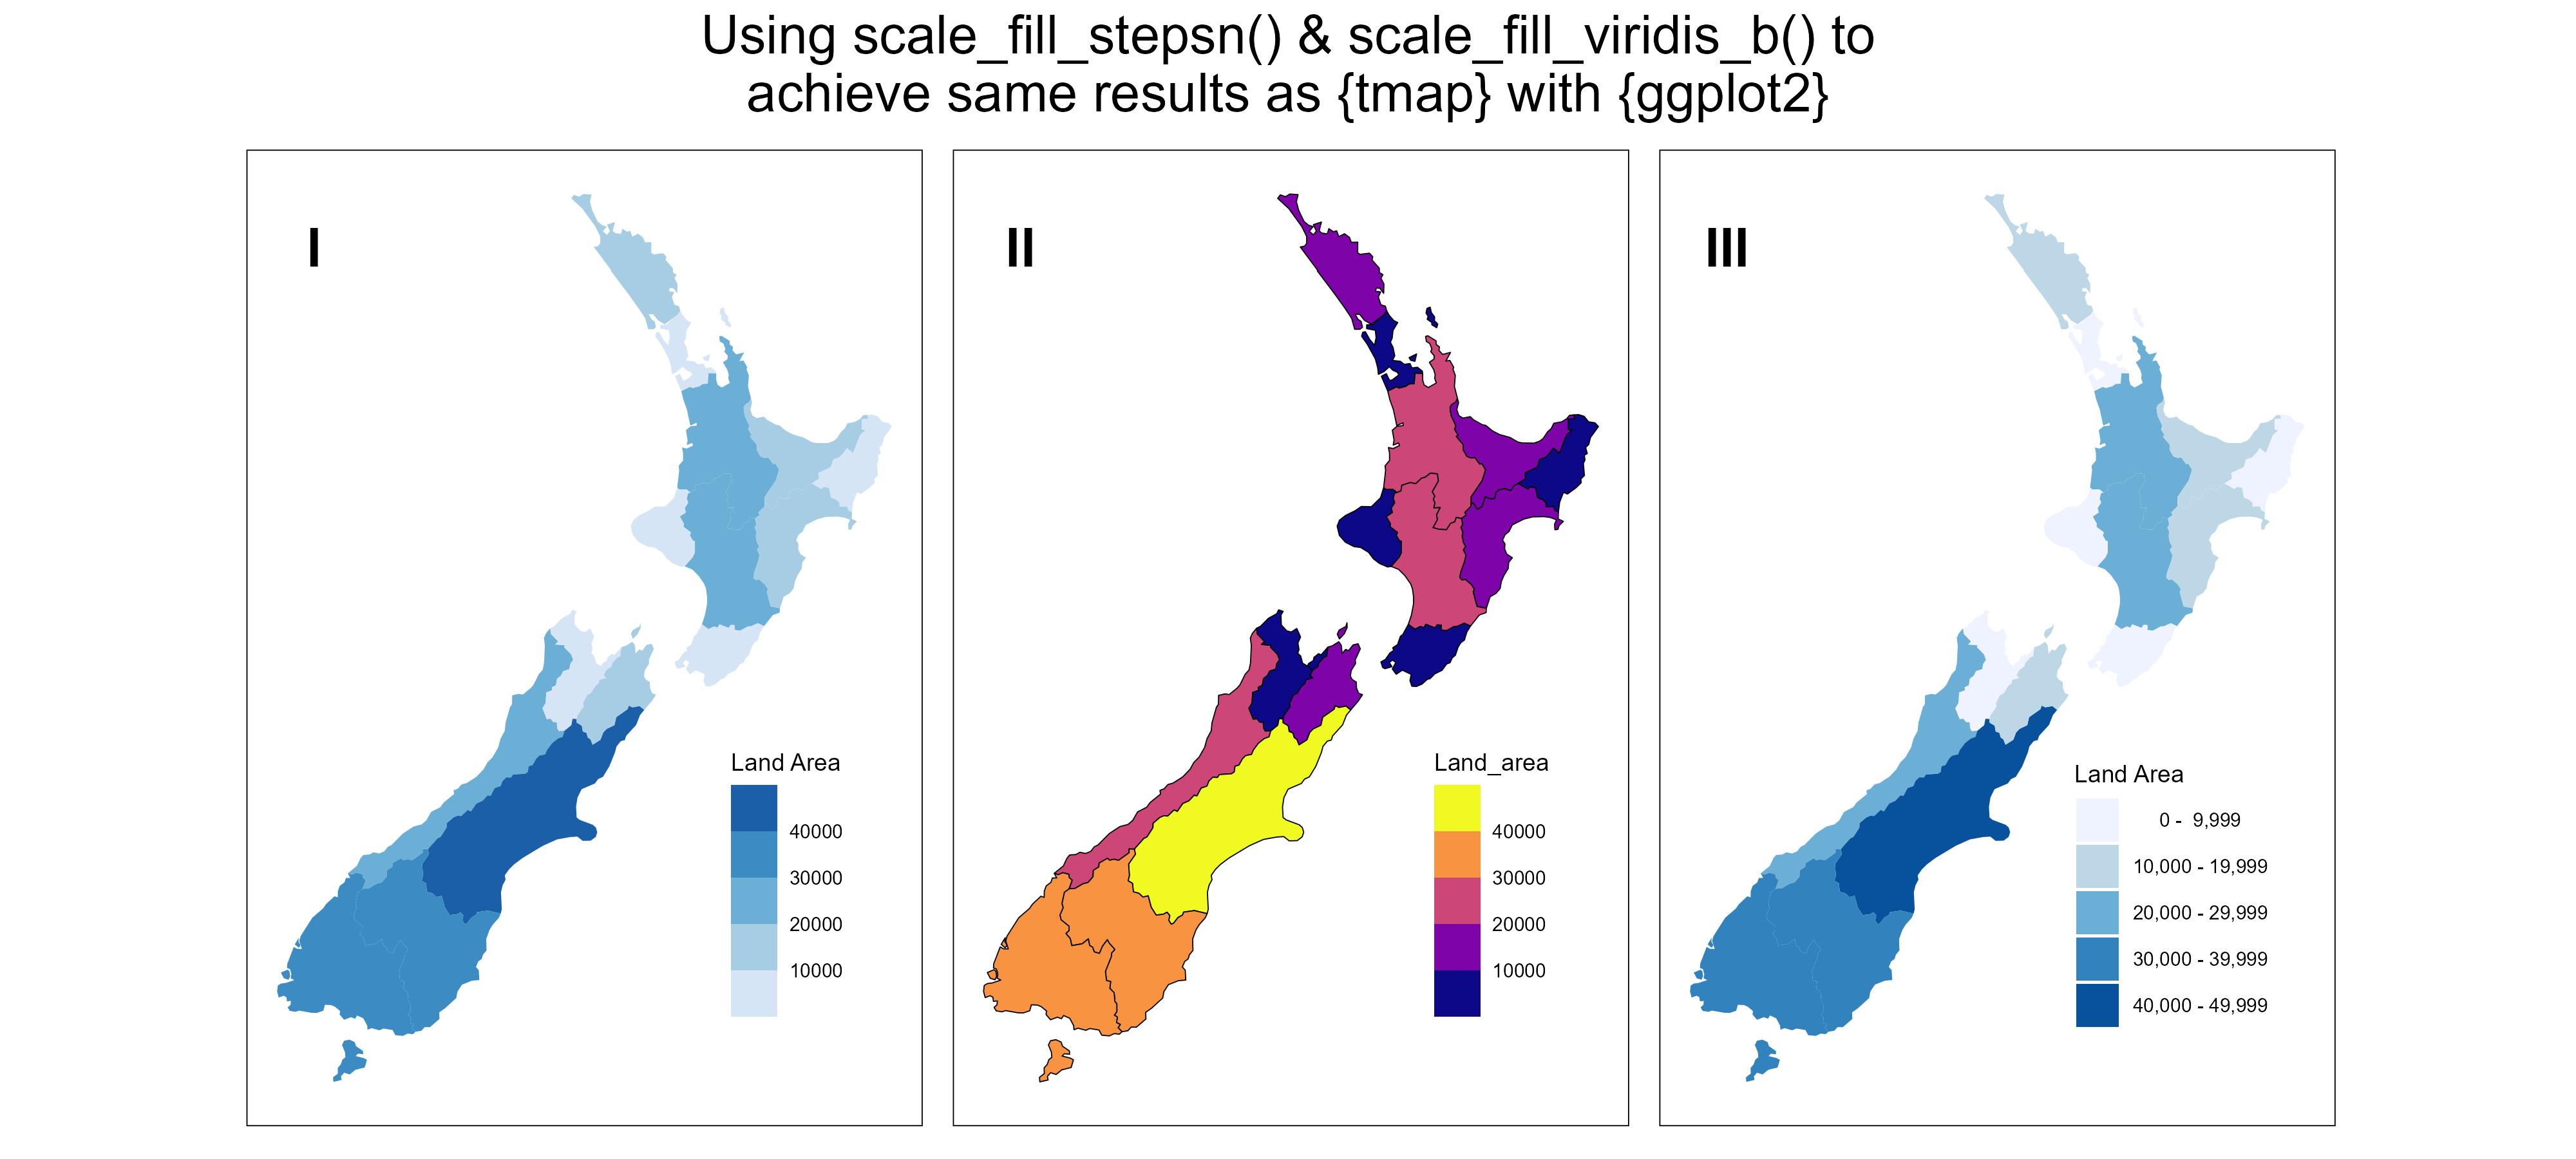 Using scale_fill_stepsn() & scale_fill_viridis_b() to
achieve same results as {tmap} with {ggplot2}
I
Land Area
40000
30000
20000
10000
II
Land_area
40000
30000
20000
10000
III
Land Area
0 -  9,999
10,000 - 19,999
20,000 - 29,999
30,000 - 39,999
40,000 - 49,999